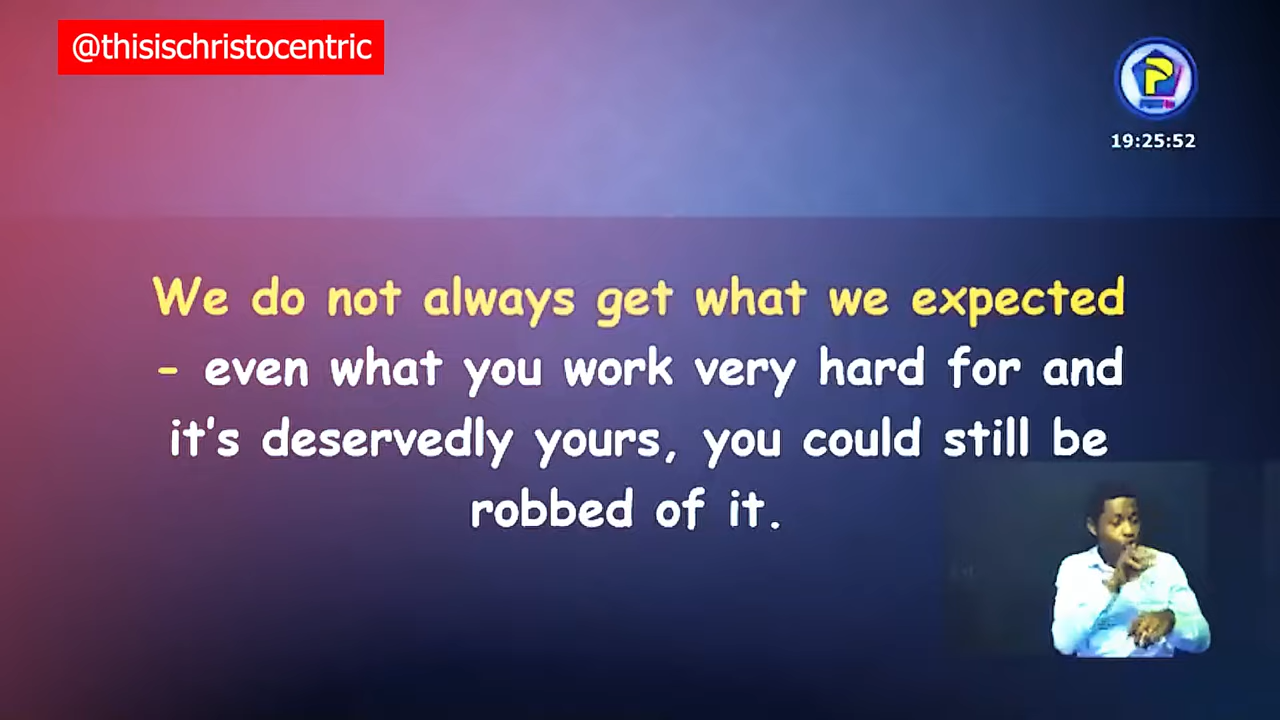 @thisischristocentric
19:25:52
We do not always get what we expected
- even what you work very hard for and
it's deservedly yours, you could still be
robbed of it.